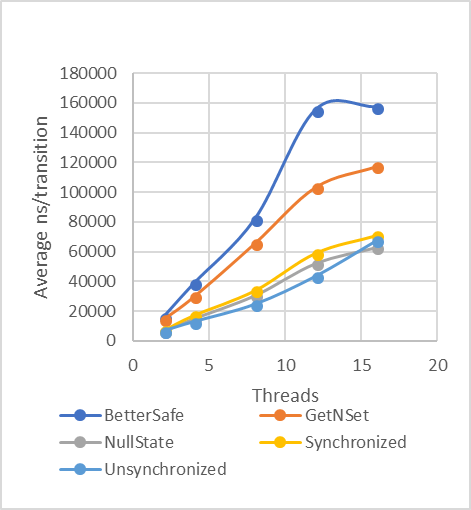 180000
160000
140000
120000
100000
80000
60000
40000
20000
0
Average ns/transition
0 5 10 15 20
Threads
BetterSafe GetNSet
NullState Synchronized
Unsynchronized